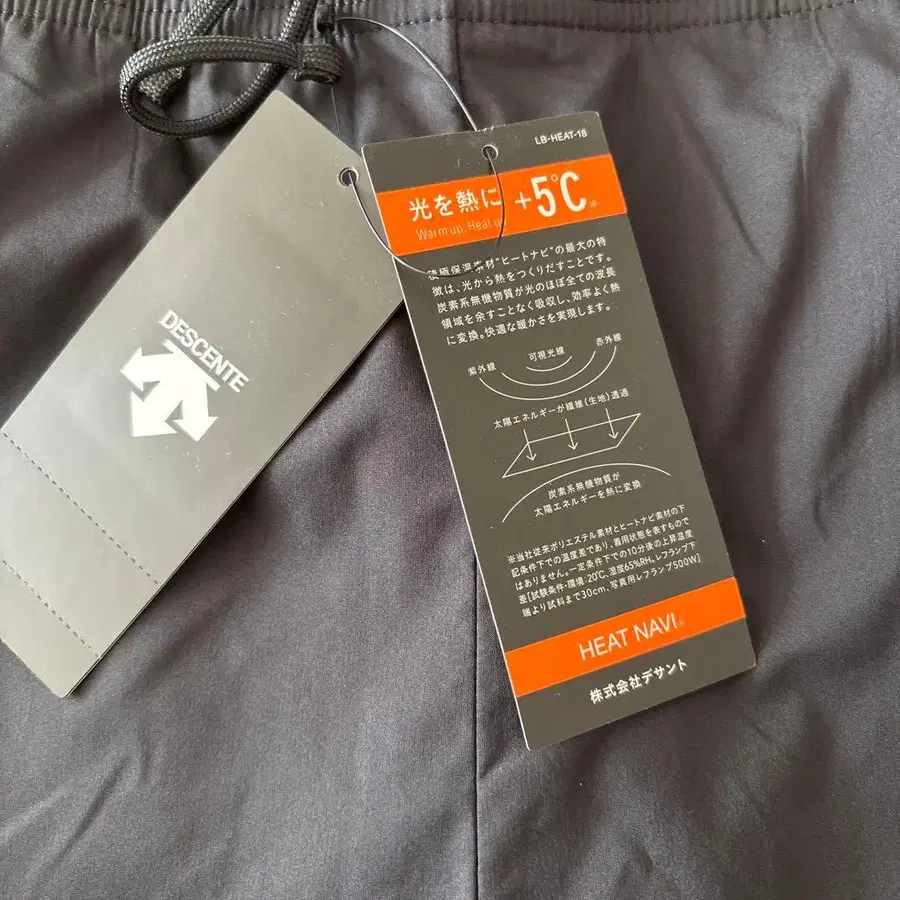 DESCENTE
LB-HEAT-18
光を熱に +5℃
Warm-up, Heat u
積極保温素材"ヒートナビ"の最大の特
徴は、光から熱をつくりだすことです。
炭素系無機物質が光のほぼ全ての波長
領域を余すことなく吸収し、効率よく熱
に変換。快適な暖かさを実現します。
紫外線 可視光線 赤外線
太陽エネルギーが繊維(生地)透過
炭素系無機物質が
太陽エネルギーを熱に変換
※当社従来ポリエステル素材とヒートナビ素材の下
記条件下での温度差であり、着用状態を表すもので
はありません。一定条件下での10分後の上昇温度
差[試験条件・環境:20℃、湿度65%RH。レフランプ下
端より試料まで30cm、写真用レフランプ500W]
HEAT NAVI®
株式会社デサント